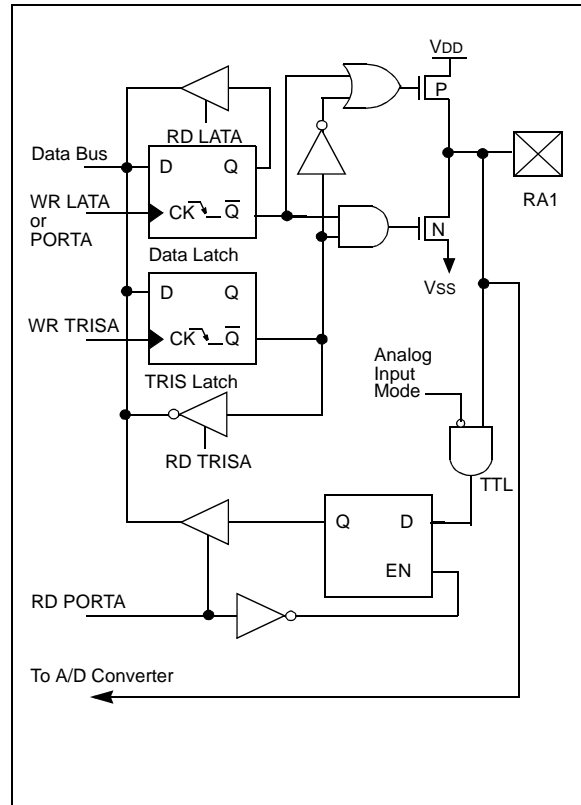 VDD
P
RD LATA
Data Bus
D Q
RA1
WR LATA
or
PORTA
CK Q
N
Data Latch
VSS
D Q
WR TRISA
CK Q
Analog
Input
Mode
TRIS Latch
RD TRISA
TTL
Q D
EN
RD PORTA
To A/D Converter